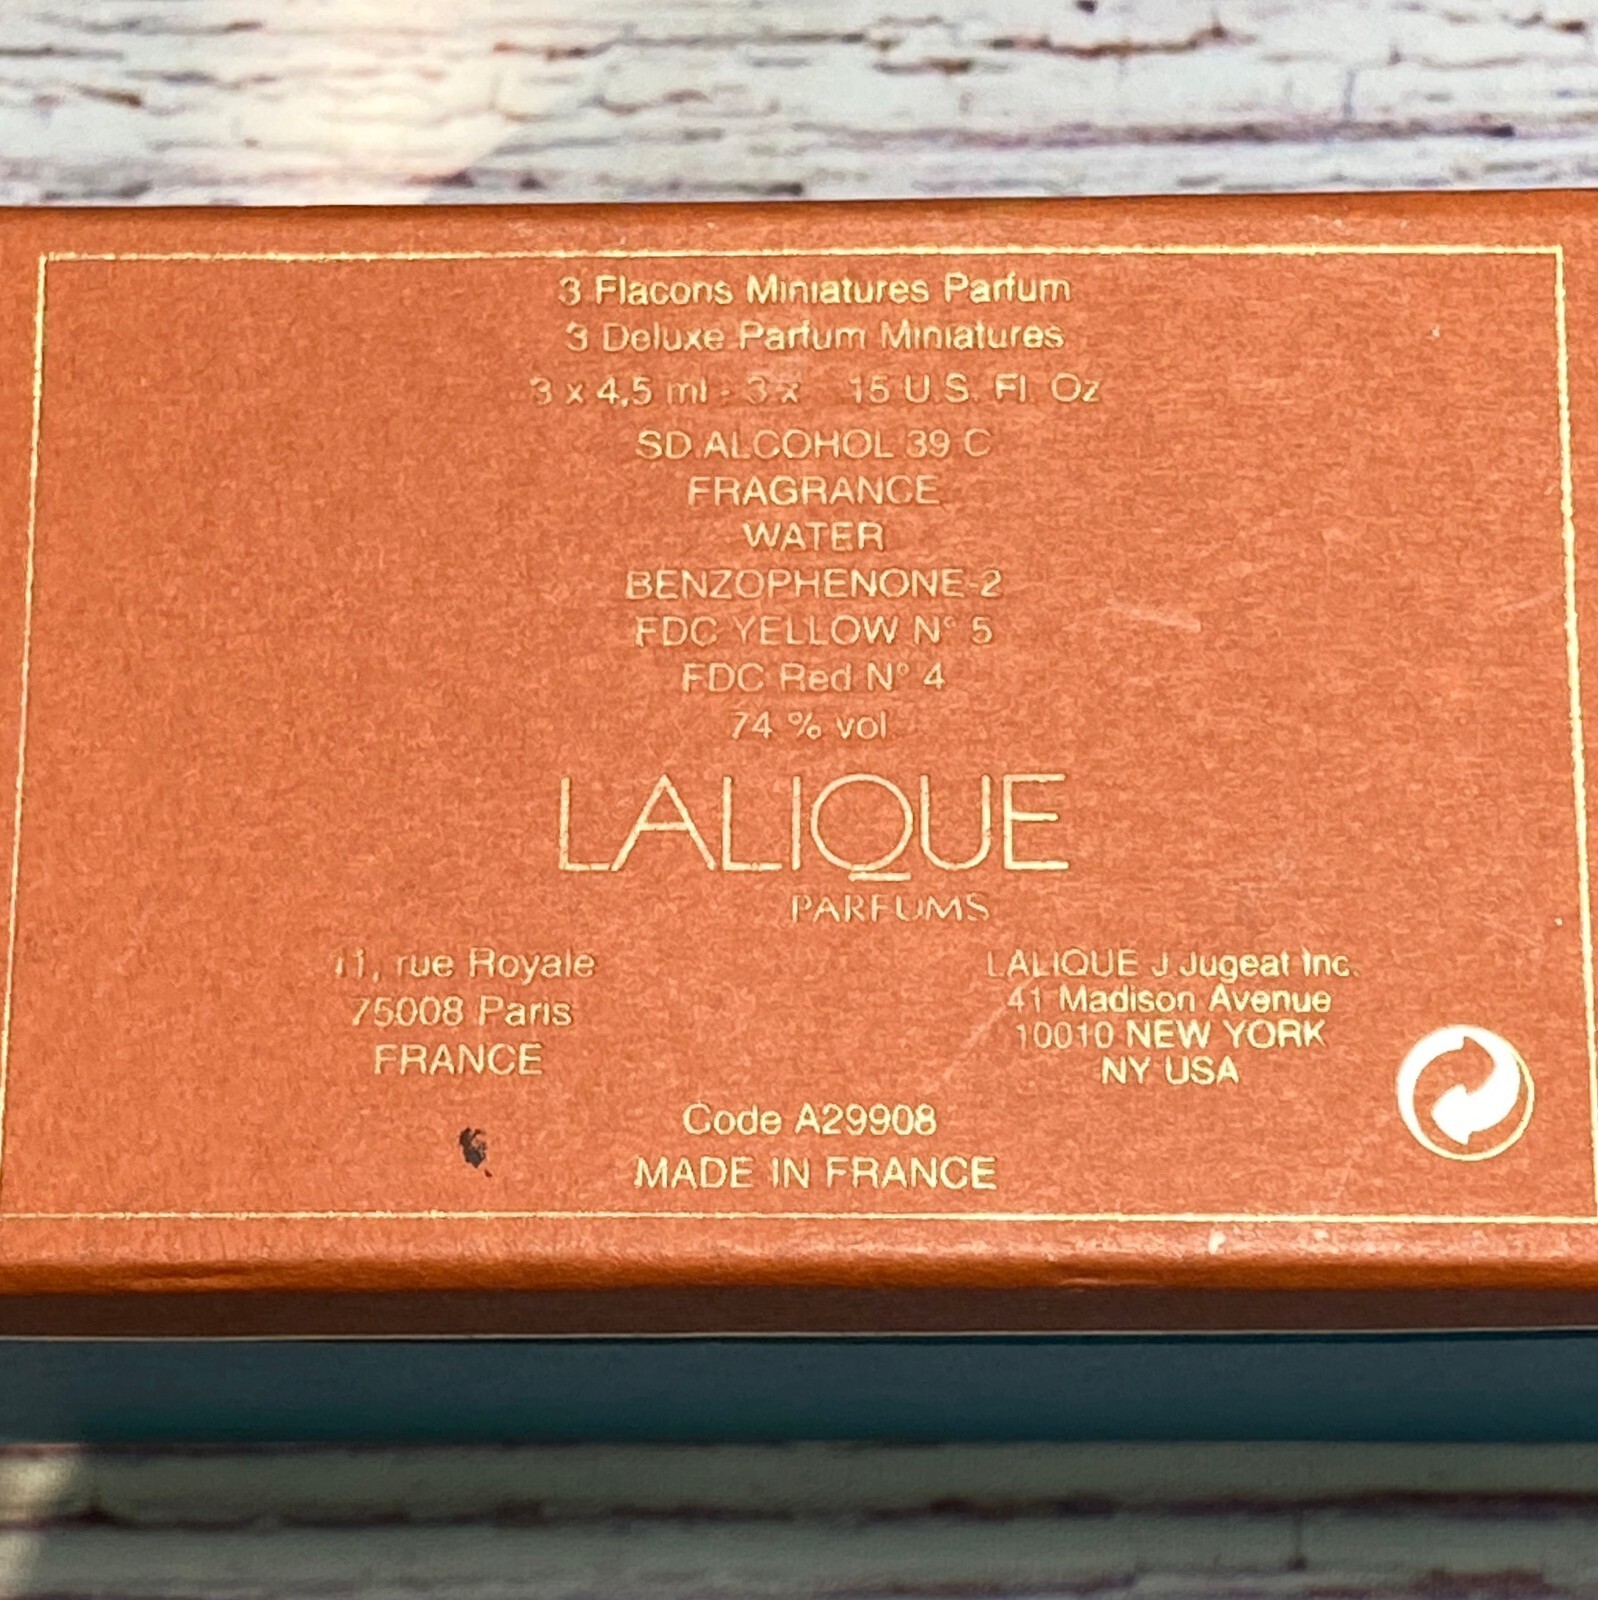 3 Flacons Miniatures Parfum
3 Deluxe Parfum Miniatures
3 x 4,5 ml - 3 x 15 U.S. Fl. Oz
SD ALCOHOL 39 C
FRAGRANCE
WATER
BENZOPHENONE-2
FDC YELLOW N° 5
FDC Red N° 4
74 % vol
LALIQUE
PARFUMS
11, rue Royale
75008 Paris
FRANCE
LALIQUE J Jugeat Inc.
41 Madison Avenue
10010 NEW YORK
NY USA
Code A29908
MADE IN FRANCE